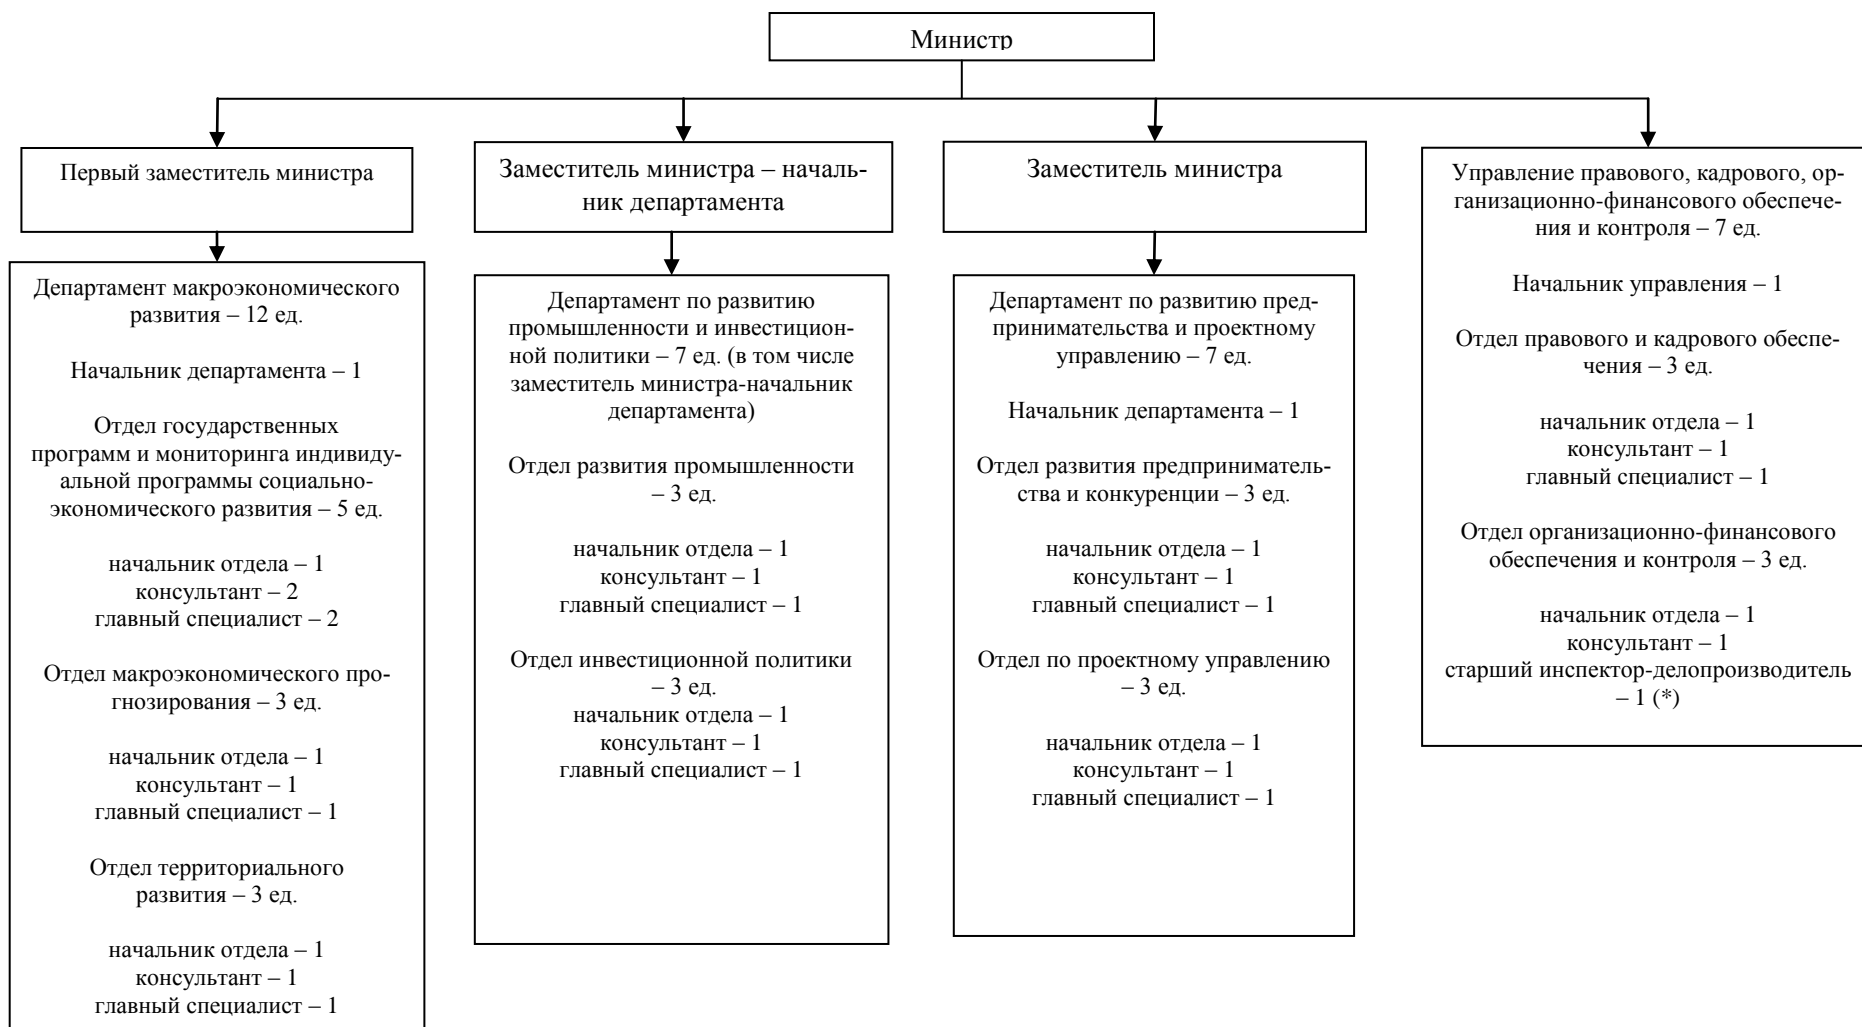 Министр
Первый заместитель министра
Заместитель министра – началь-
ник департамента
Заместитель министра
Управление правового, кадрового, ор-
ганизационно-финансового обеспече-
ния и контроля – 7 ед.
Начальник управления – 1
Отдел правового и кадрового обеспе-
чения – 3 ед.
начальник отдела – 1
консультант – 1
главный специалист – 1
Отдел организационно-финансового
обеспечения и контроля – 3 ед.
начальник отдела – 1
консультант – 1
старший инспектор-делопроизводитель
– 1 (*)
Департамент макроэкономического
развития – 12 ед.
Начальник департамента – 1
Отдел государственных
программ и мониторинга индивиду-
альной программы социально-
экономического развития – 5 ед.
начальник отдела – 1
консультант – 2
главный специалист – 2
Отдел макроэкономического про-
гнозирования – 3 ед.
начальник отдела – 1
консультант – 1
главный специалист – 1
Отдел территориального
развития – 3 ед.
начальник отдела – 1
консультант – 1
главный специалист – 1
Департамент по развитию
промышленности и инвестицион-
ной политики – 7 ед. (в том числе
заместитель министра-начальник
департамента)
Отдел развития промышленности
– 3 ед.
начальник отдела – 1
консультант – 1
главный специалист – 1
Отдел инвестиционной политики
– 3 ед.
начальник отдела – 1
консультант – 1
главный специалист – 1
Департамент по развитию пред-
принимательства и проектному
управлению – 7 ед.
Начальник департамента – 1
Отдел развития предприниматель-
ства и конкуренции – 3 ед.
начальник отдела – 1
консультант – 1
главный специалист – 1
Отдел по проектному управлению
– 3 ед.
начальник отдела – 1
консультант – 1
главный специалист – 1